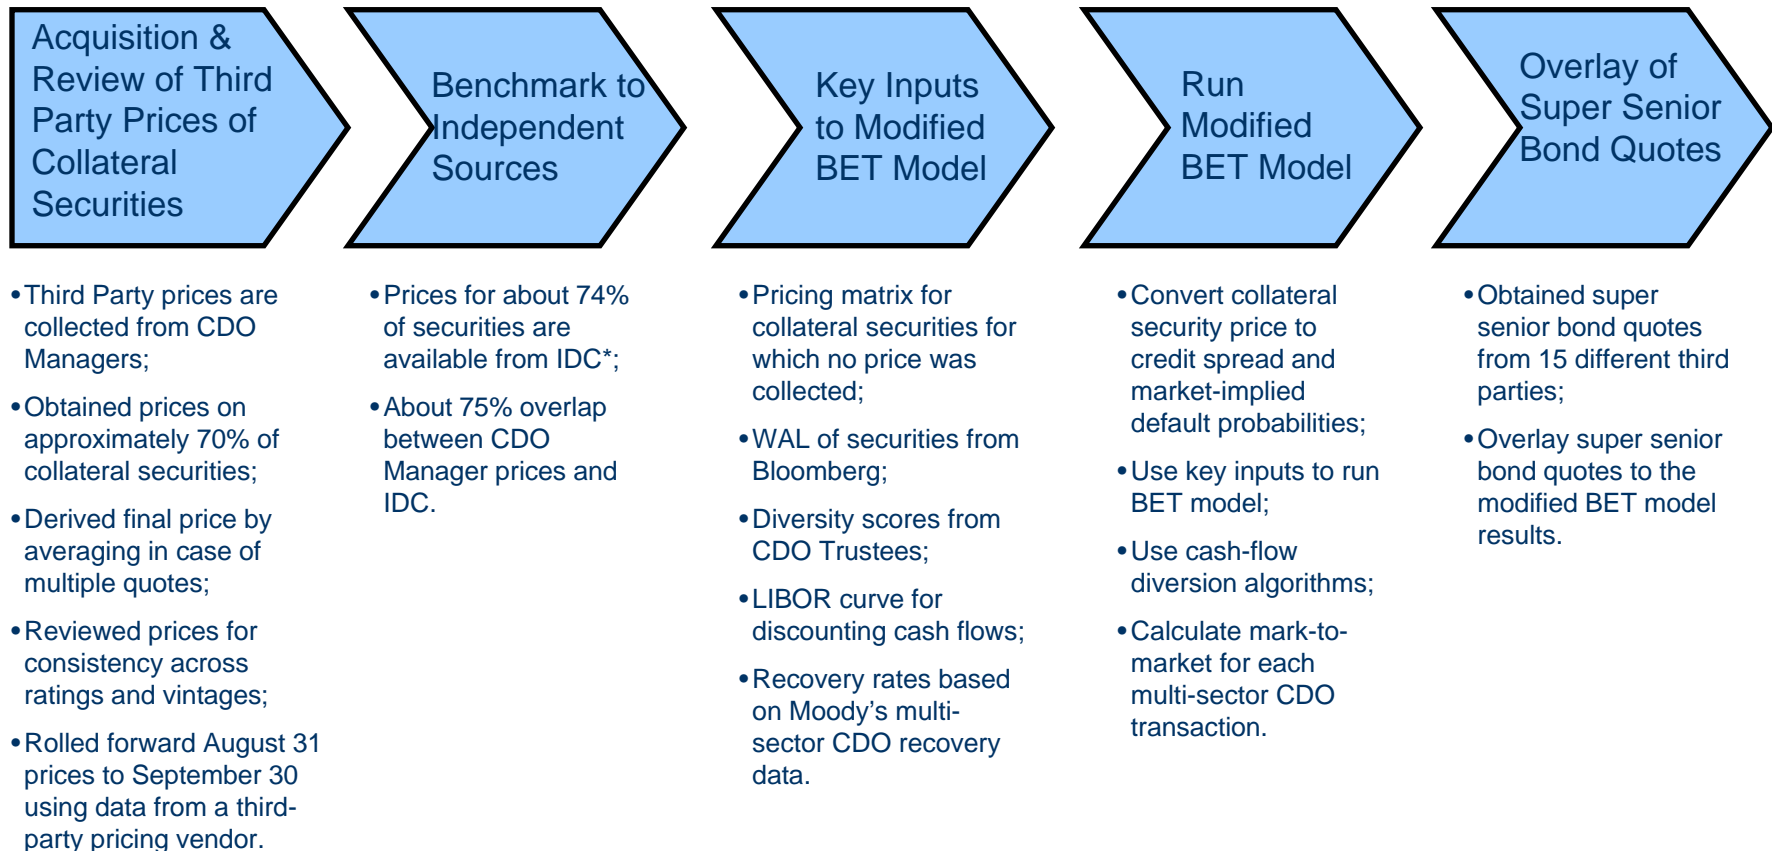 Acquisition &
Review of Third
Party Prices of
Collateral
Securities
Benchmark to
Independent
Sources
Key Inputs
to Modified
BET Model
Run
Modified
BET Model
Overlay of
Super Senior
Bond Quotes
•Third Party prices are
collected from CDO
Managers;
•Obtained prices on
approximately 70% of
collateral securities;
•Derived final price by
averaging in case of
multiple quotes;
•Reviewed prices for
consistency across
ratings and vintages;
•Rolled forward August 31
prices to September 30
using data from a third-
party pricing vendor.
•Prices for about 74%
of securities are
available from IDC*;
•About 75% overlap
between CDO
Manager prices and
IDC.
•Pricing matrix for
collateral securities for
which no price was
collected;
•WAL of securities from
Bloomberg;
•Diversity scores from
CDO Trustees;
•LIBOR curve for
discounting cash flows;
•Recovery rates based
on Moody’s multi-
sector CDO recovery
data.
•Convert collateral
security price to
credit spread and
market-implied
default probabilities;
•Use key inputs to run
BET model;
•Use cash-flow
diversion algorithms;
•Calculate mark-to-
market for each
multi-sector CDO
transaction.
•Obtained super
senior bond quotes
from 15 different third
parties;
•Overlay super senior
bond quotes to the
modified BET model
results.